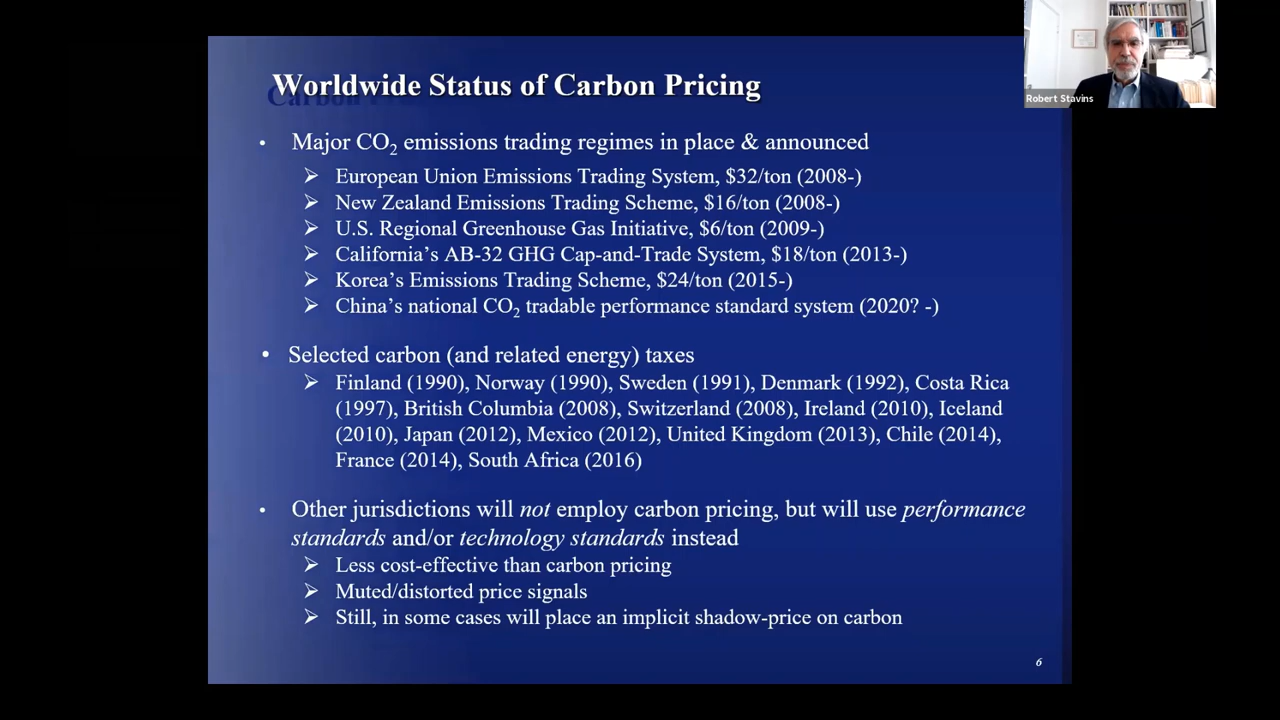 Worldwide Status of Carbon Pricing
• Major CO₂ emissions trading regimes in place & announced
➢ European Union Emissions Trading System, $32/ton (2008-)
➢ New Zealand Emissions Trading Scheme, $16/ton (2008-)
➢ U.S. Regional Greenhouse Gas Initiative, $6/ton (2009-)
➢ California's AB-32 GHG Cap-and-Trade System, $18/ton (2013-)
➢ Korea's Emissions Trading Scheme, $24/ton (2015-)
➢ China's national CO₂ tradable performance standard system (2020? -)
• Selected carbon (and related energy) taxes
➢ Finland (1990), Norway (1990), Sweden (1991), Denmark (1992), Costa Rica
(1997), British Columbia (2008), Switzerland (2008), Ireland (2010), Iceland
(2010), Japan (2012), Mexico (2012), United Kingdom (2013), Chile (2014),
France (2014), South Africa (2016)
• Other jurisdictions will not employ carbon pricing, but will use performance
standards and/or technology standards instead
➢ Less cost-effective than carbon pricing
➢ Muted/distorted price signals
➢ Still, in some cases will place an implicit shadow-price on carbon
6
Robert Stavins